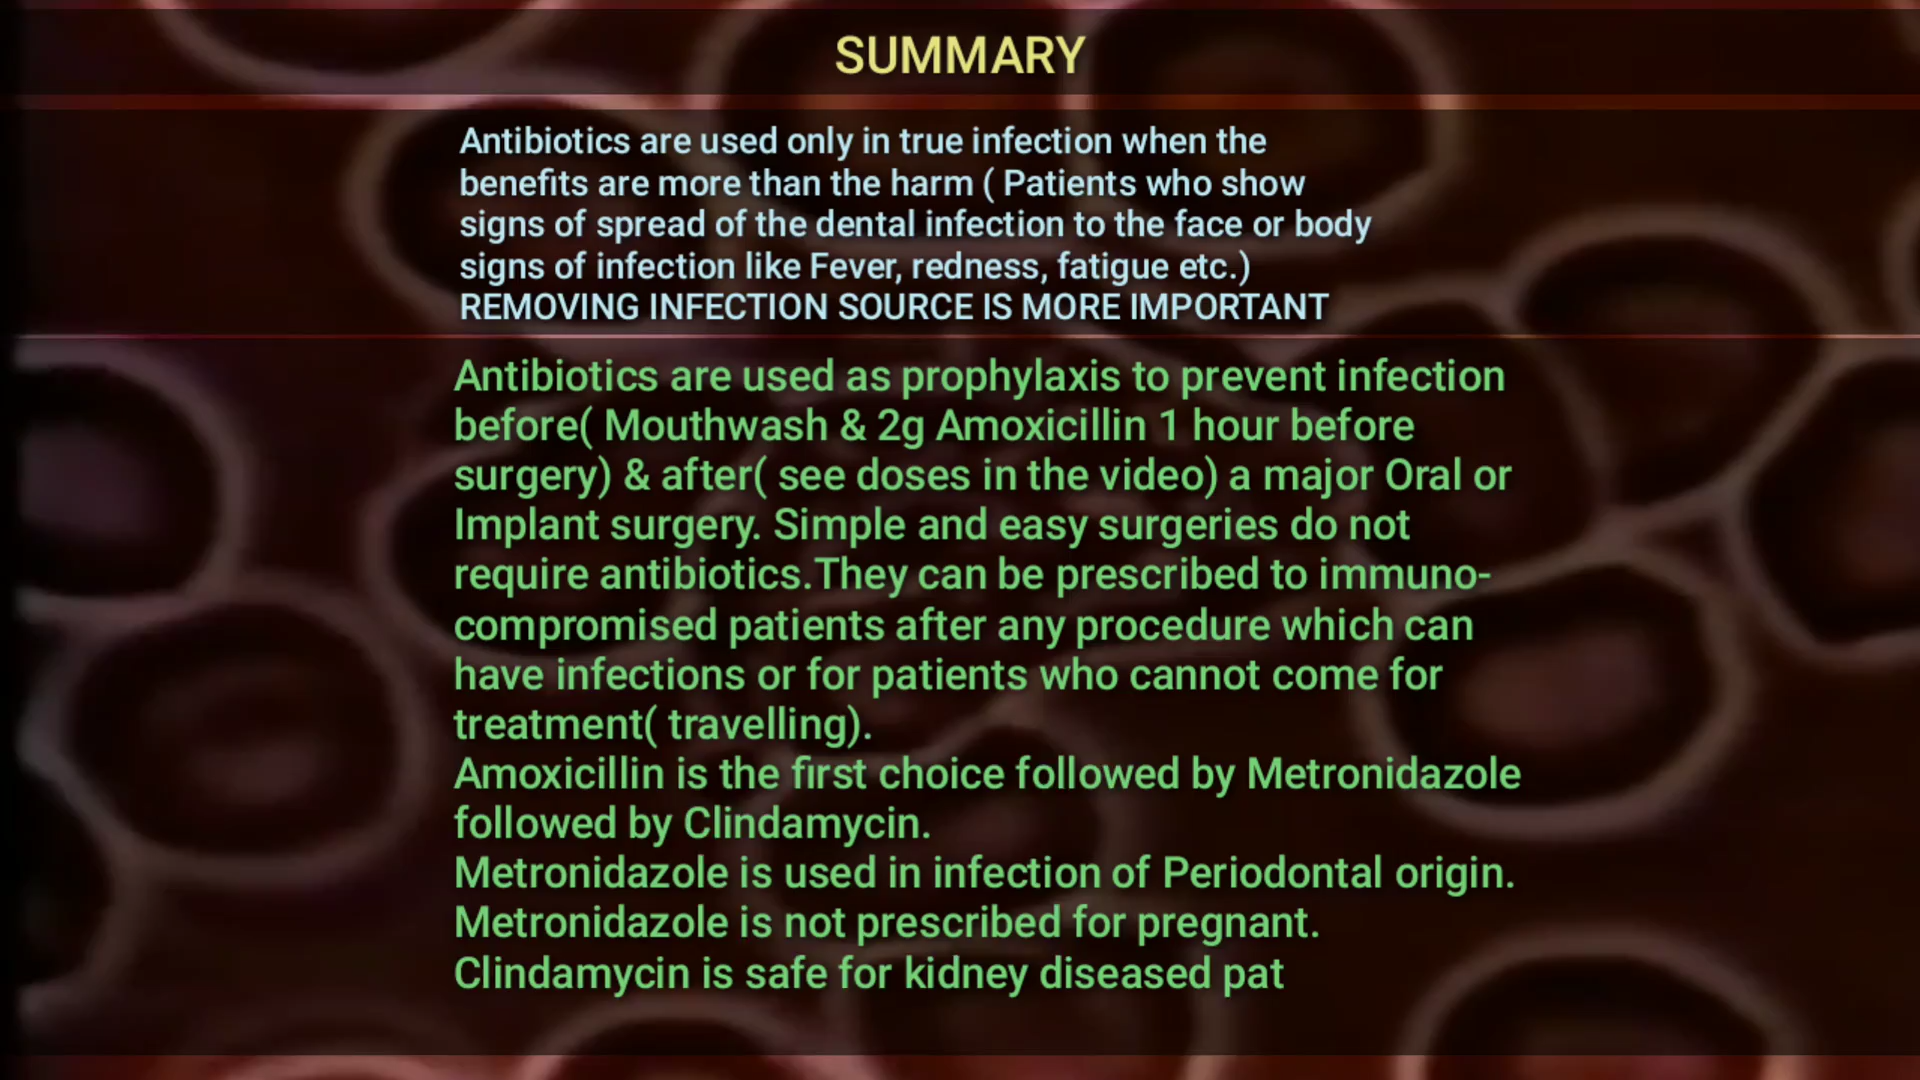 SUMMARY
Antibiotics are used only in true infection when the
benefits are more than the harm ( Patients who show
signs of spread of the dental infection to the face or body
signs of infection like Fever, redness, fatigue etc.)
REMOVING INFECTION SOURCE IS MORE IMPORTANT
Antibiotics are used as prophylaxis to prevent infection
before( Mouthwash & 2g Amoxicillin 1 hour before
surgery) & after( see doses in the video) a major Oral or
Implant surgery. Simple and easy surgeries do not
require antibiotics.They can be prescribed to immuno-
compromised patients after any procedure which can
have infections or for patients who cannot come for
treatment( travelling).
Amoxicillin is the first choice followed by Metronidazole
followed by Clindamycin.
Metronidazole is used in infection of Periodontal origin.
Metronidazole is not prescribed for pregnant.
Clindamycin is safe for kidney diseased pat